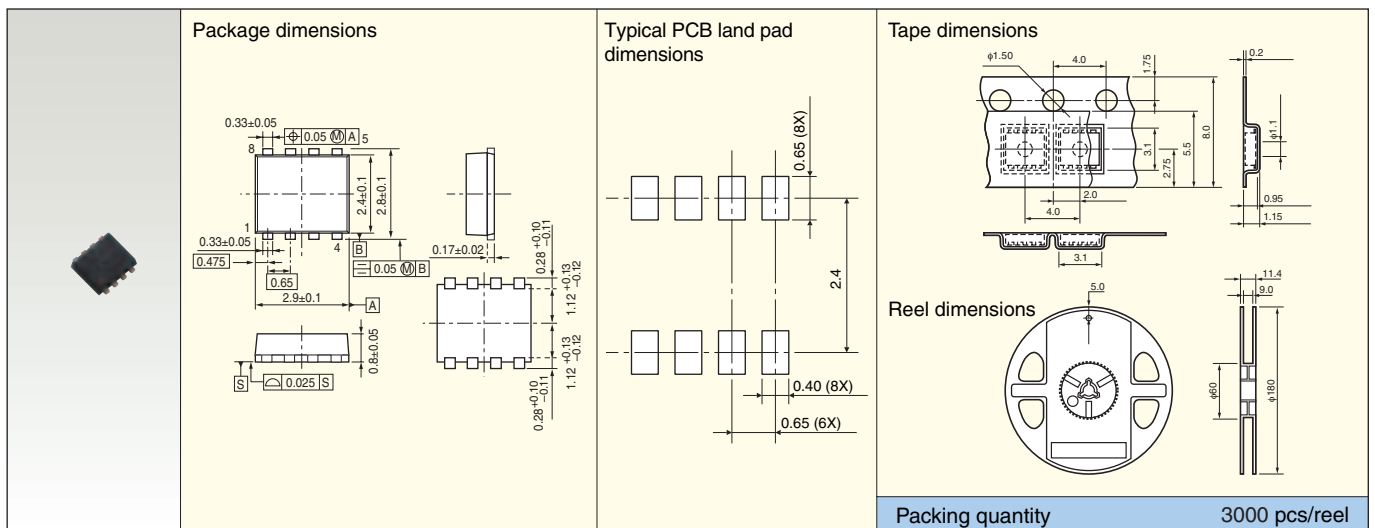 Package dimensions
0.33±0.05
⌖ 0.05 Ⓜ A
8
5
2.4±0.1
2.8±0.1
1
4
0.33±0.05
B
0.475
0.05 Ⓜ B
0.65
2.9±0.1
A
0.17±0.02
0.28 +0.10 −0.11
1.12 +0.13 −0.12
1.12 +0.13 −0.12
0.28 +0.10 −0.11
0.8±0.05
S
0.025 S
Typical PCB land pad
dimensions
0.65 (8X)
2.4
0.40 (8X)
0.65 (6X)
Tape dimensions
ϕ1.50
4.0
1.75
0.2
3.1
5.5
8.0
2.75
ϕ1.1
2.0
4.0
0.95
1.15
3.1
Reel dimensions
5.0
11.4
9.0
ϕ60
ϕ180
Packing quantity 3000 pcs/reel